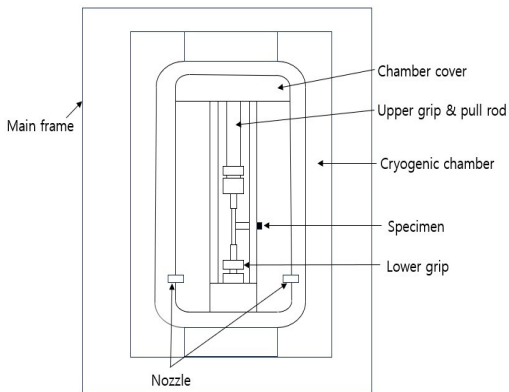 Chamber cover
Upper grip & pull rod
Main frame
Cryogenic chamber
Specimen
Lower grip
Nozzle